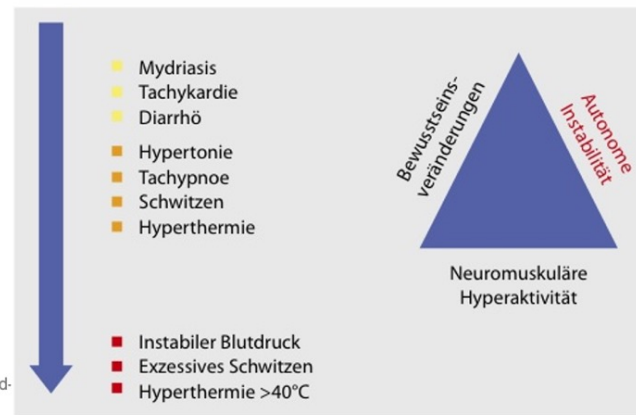 Mydriasis
Tachykardie
Diarrhö
Hypertonie
Tachypnoe
Schwitzen
Hyperthermie
Instabiler Blutdruck
Exzessives Schwitzen
Hyperthermie >40°C
Bewusstseins-
veränderungen
Autonome
Instabilität
Neuromuskuläre
Hyperaktivität
d-